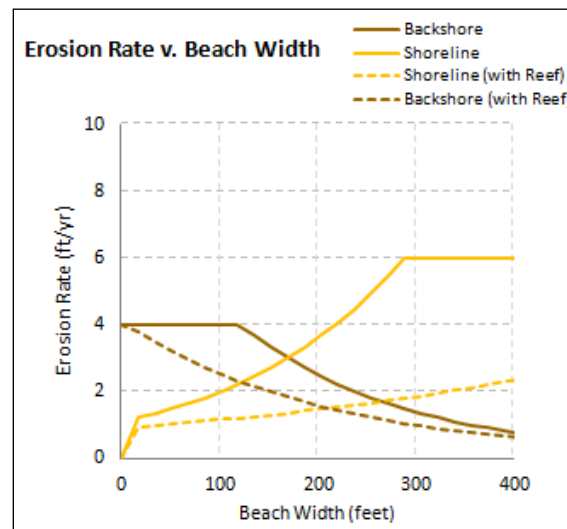 Erosion Rate v. Beach Width
Backshore
Shoreline
Shoreline (with Reef)
Backshore (with Reef)
10
8
6
4
2
0
Erosion Rate (ft/yr)
0 100 200 300 400
Beach Width (feet)